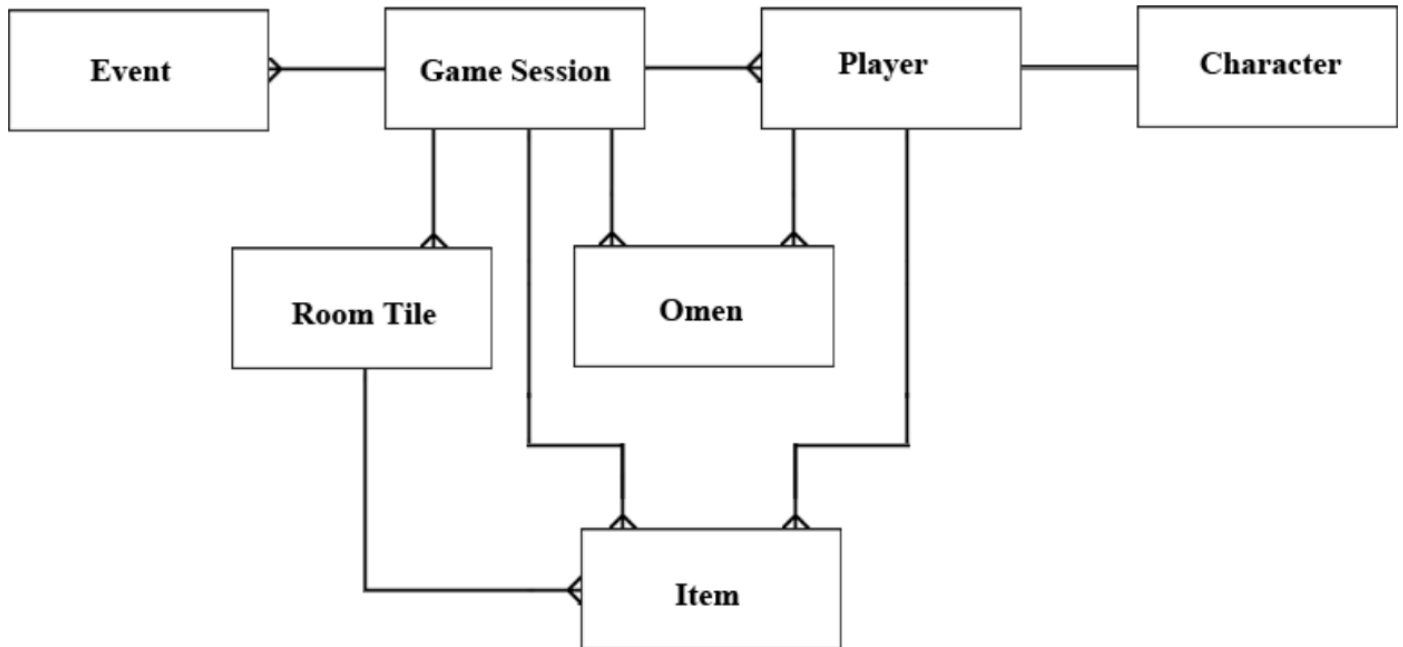 Event
Game Session
Player
Character
Room Tile
Omen
Item